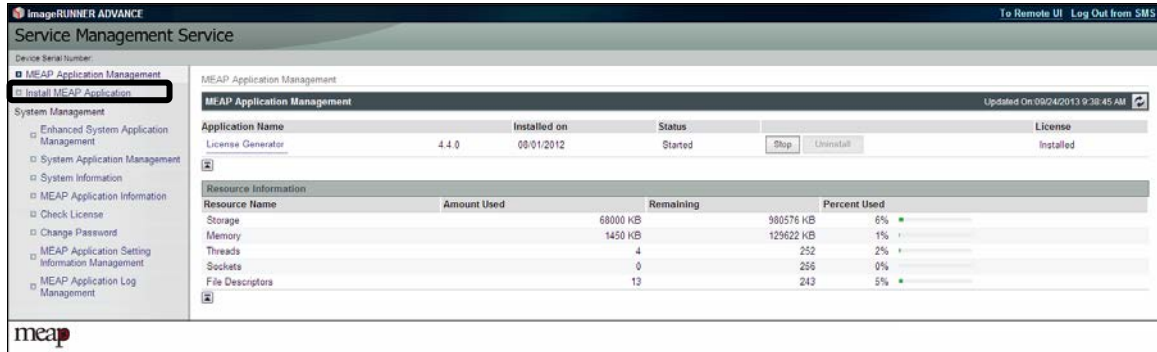 imageRUNNER ADVANCE To Remote UI Log Out from SMS
Service Management Service
Device Serial Number:
MEAP Application Management
Install MEAP Application
System Management
Enhanced System Application
Management
System Application Management
System Information
MEAP Application Information
Check License
Change Password
MEAP Application Setting
Information Management
MEAP Application Log
Management
MEAP Application Management
MEAP Application Management Updated On:09/24/2013 9:38:45 AM
Application Name Installed on Status License
License Generator 4.4.0 08/01/2012 Started Stop Uninstall Installed
Resource Information
Resource Name Amount Used Remaining Percent Used
Storage 68000 KB 980576 KB 6%
Memory 1450 KB 129622 KB 1%
Threads 4 252 2%
Sockets 0 256 0%
File Descriptors 13 243 5%
meap